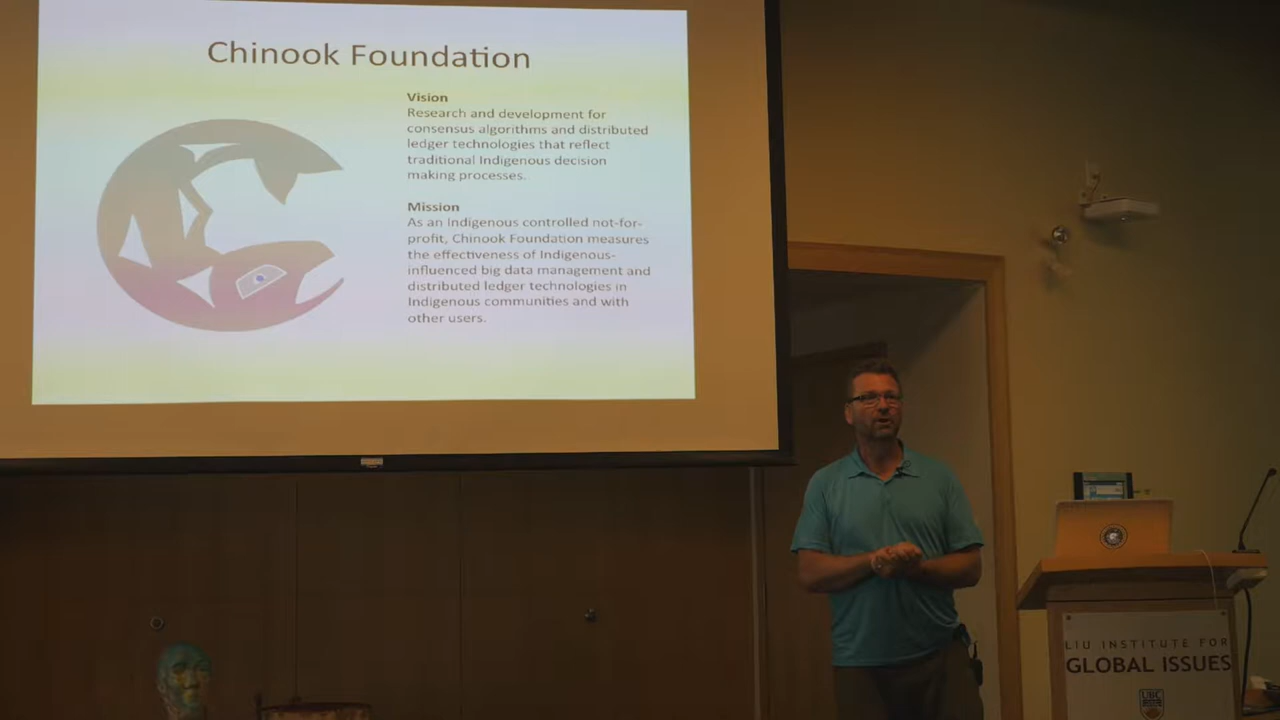 Chinook Foundation
Vision
Research and development for
consensus algorithms and distributed
ledger technologies that reflect
traditional Indigenous decision
making processes.
Mission
As an Indigenous controlled not-for-
profit, Chinook Foundation measures
the effectiveness of Indigenous-
influenced big data management and
distributed ledger technologies in
Indigenous communities and with
other users.
LIU INSTITUTE FOR
GLOBAL ISSUES
UBC